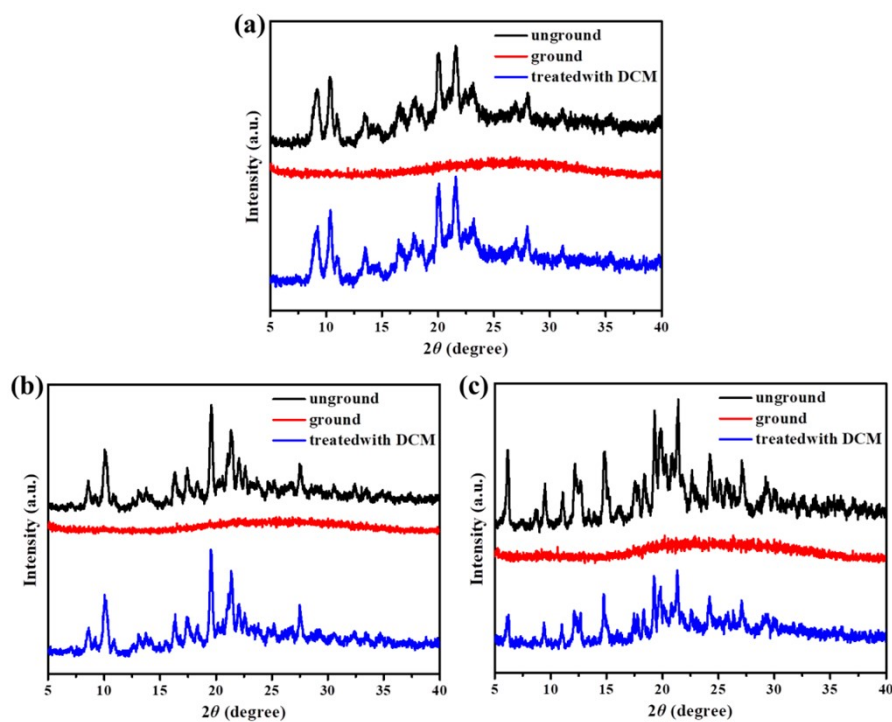 (a)
unground
ground
treatedwith DCM
Intensity (a.u.)
5 10 15 20 25 30 35 40
2θ (degree)
(b)
unground
ground
treatedwith DCM
Intensity (a.u.)
5 10 15 20 25 30 35 40
2θ (degree)
(c)
unground
ground
treatedwith DCM
Intensity (a.u.)
5 10 15 20 25 30 35 40
2θ (degree)